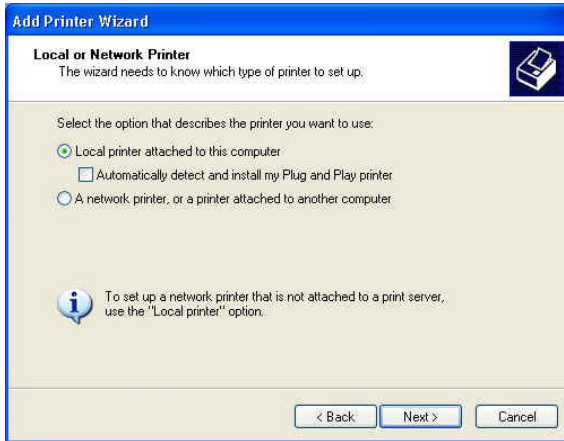 Add Printer Wizard
Local or Network Printer
The wizard needs to know which type of printer to set up.
Select the option that describes the printer you want to use:
Local printer attached to this computer
Automatically detect and install my Plug and Play printer
A network printer, or a printer attached to another computer
To set up a network printer that is not attached to a print server,
use the "Local printer" option.
< Back Next > Cancel